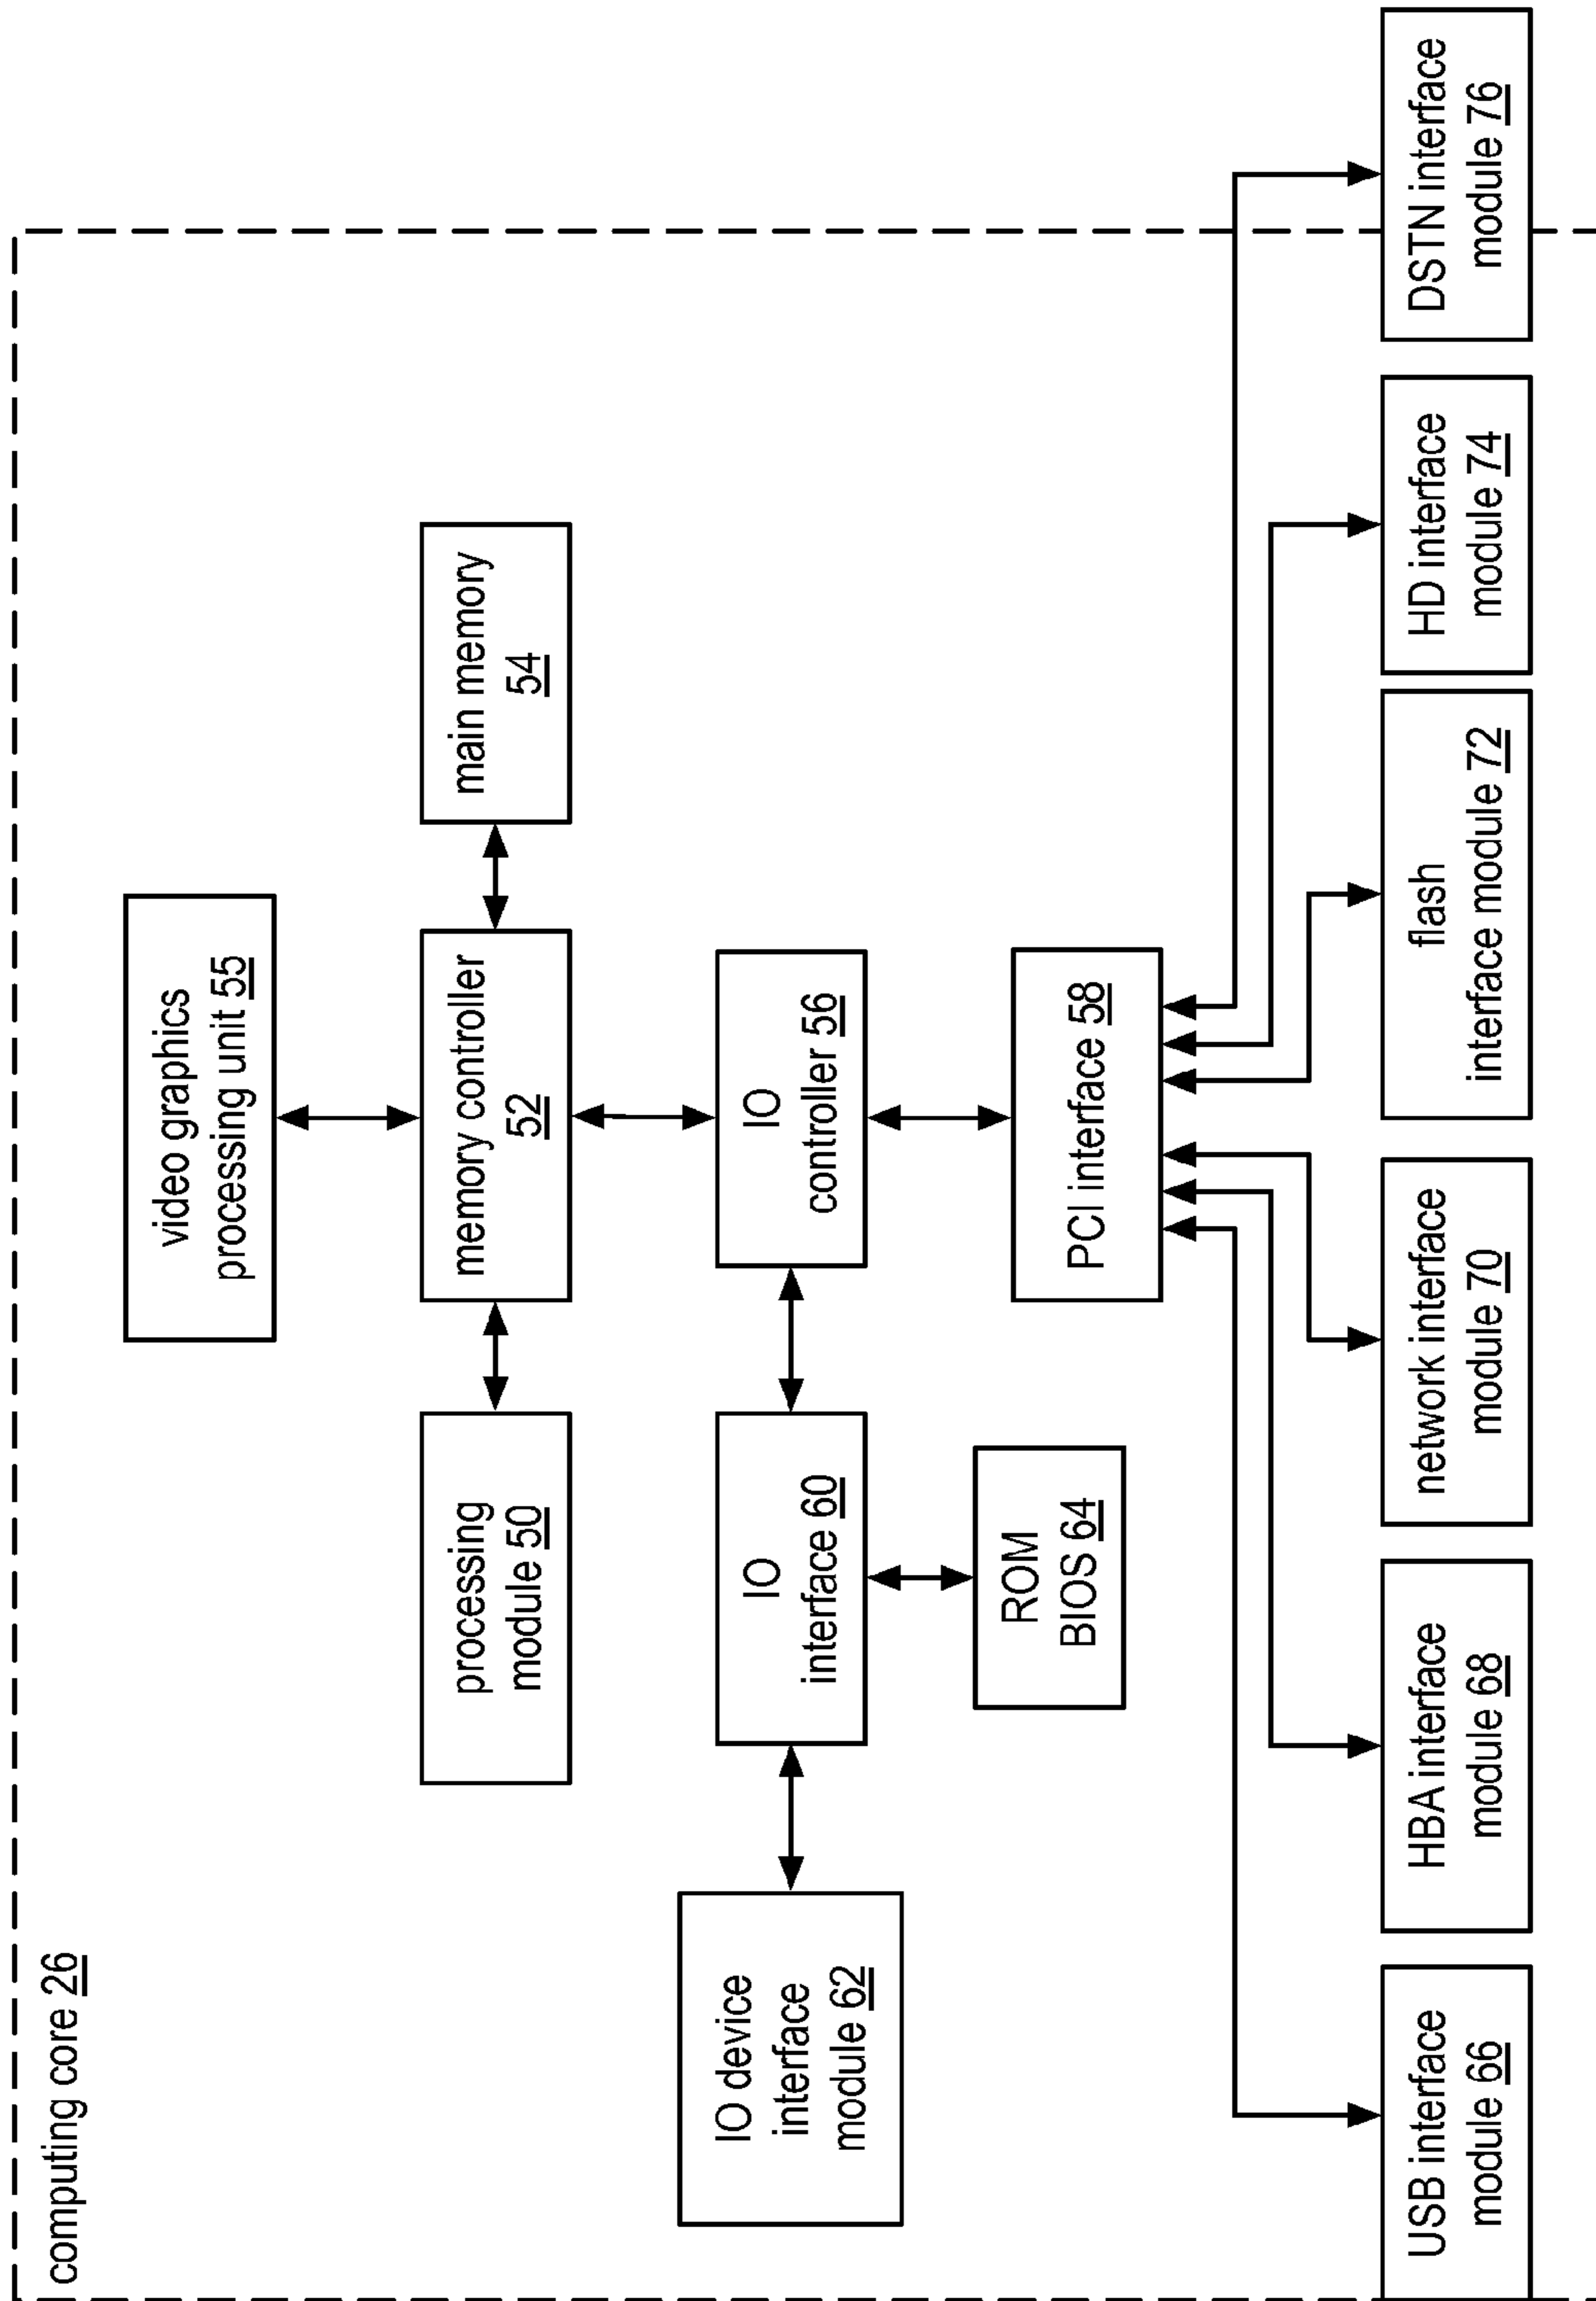 computing core 26
video graphics
processing unit 55
processing
module 50
memory controller
52
main memory
54
IO device
interface
module 62
IO
interface 60
IO
controller 56
ROM
BIOS 64
PCI interface 58
USB interface
module 66
HBA interface
module 68
network interface
module 70
flash
interface module 72
HD interface
module 74
DSTN interface
module 76